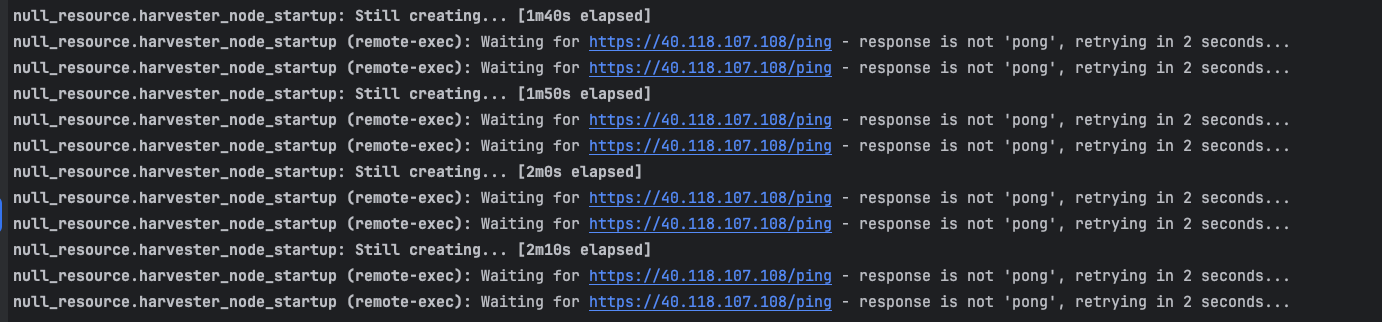 null_resource.harvester_node_startup: Still creating... [1m40s elapsed]
null_resource.harvester_node_startup (remote-exec): Waiting for https://40.118.107.108/ping - response is not 'pong', retrying in 2 seconds...
null_resource.harvester_node_startup (remote-exec): Waiting for https://40.118.107.108/ping - response is not 'pong', retrying in 2 seconds...
null_resource.harvester_node_startup: Still creating... [1m50s elapsed]
null_resource.harvester_node_startup (remote-exec): Waiting for https://40.118.107.108/ping - response is not 'pong', retrying in 2 seconds...
null_resource.harvester_node_startup (remote-exec): Waiting for https://40.118.107.108/ping - response is not 'pong', retrying in 2 seconds...
null_resource.harvester_node_startup: Still creating... [2m0s elapsed]
null_resource.harvester_node_startup (remote-exec): Waiting for https://40.118.107.108/ping - response is not 'pong', retrying in 2 seconds...
null_resource.harvester_node_startup (remote-exec): Waiting for https://40.118.107.108/ping - response is not 'pong', retrying in 2 seconds...
null_resource.harvester_node_startup: Still creating... [2m10s elapsed]
null_resource.harvester_node_startup (remote-exec): Waiting for https://40.118.107.108/ping - response is not 'pong', retrying in 2 seconds...
null_resource.harvester_node_startup (remote-exec): Waiting for https://40.118.107.108/ping - response is not 'pong', retrying in 2 seconds...